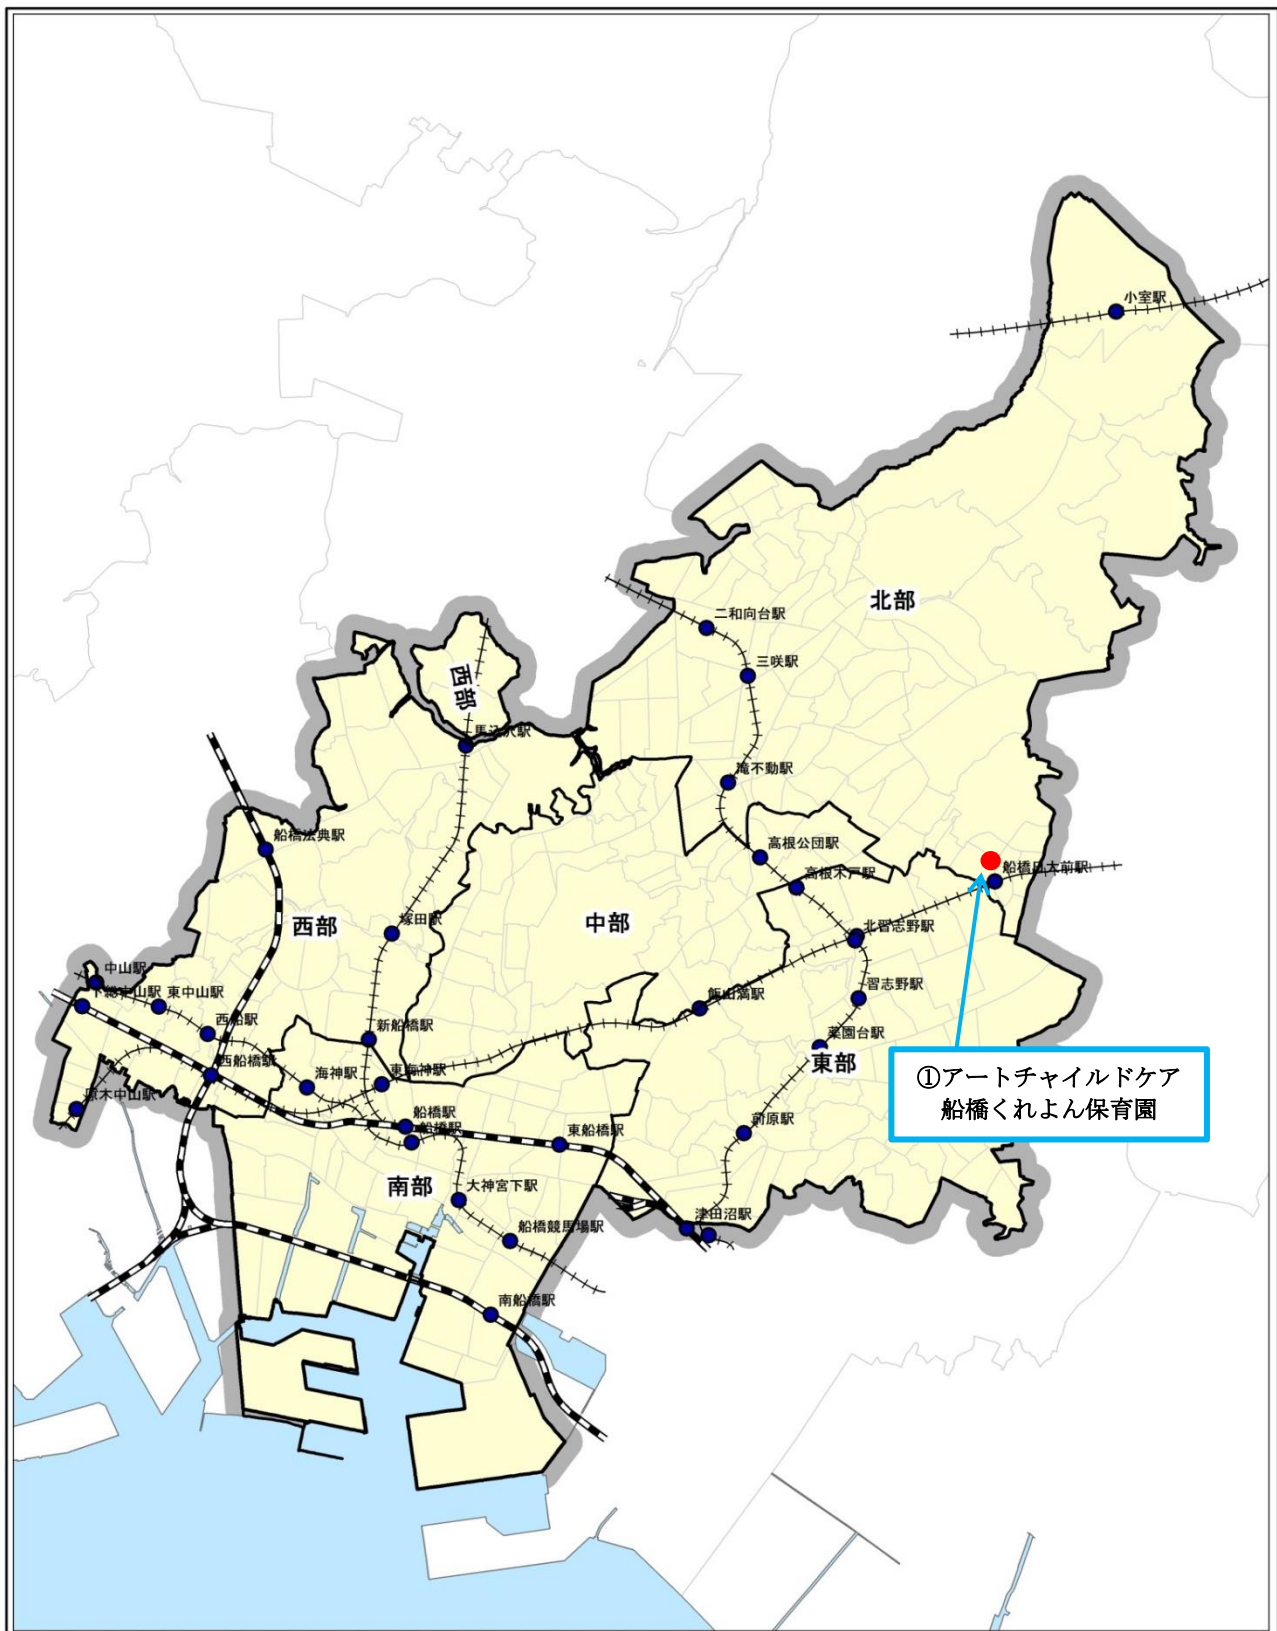 小室駅
北部
二和向台駅
三咲駅
西部
馬込沢駅
滝不動駅
船橋法典駅
高根公団駅
船橋日大前駅
高根木戸駅
西部
中部
塚田駅
北習志野駅
中山駅
下総中山駅
東中山駅
習志野駅
飯山満駅
西船駅
新船橋駅
薬園台駅
東部
西船橋駅
海神駅
東海神駅
①アートチャイルドケア
船橋くれよん保育園
原木中山駅
船橋駅
船橋駅
東船橋駅
前原駅
南部
大神宮下駅
津田沼駅
船橋競馬場駅
南船橋駅